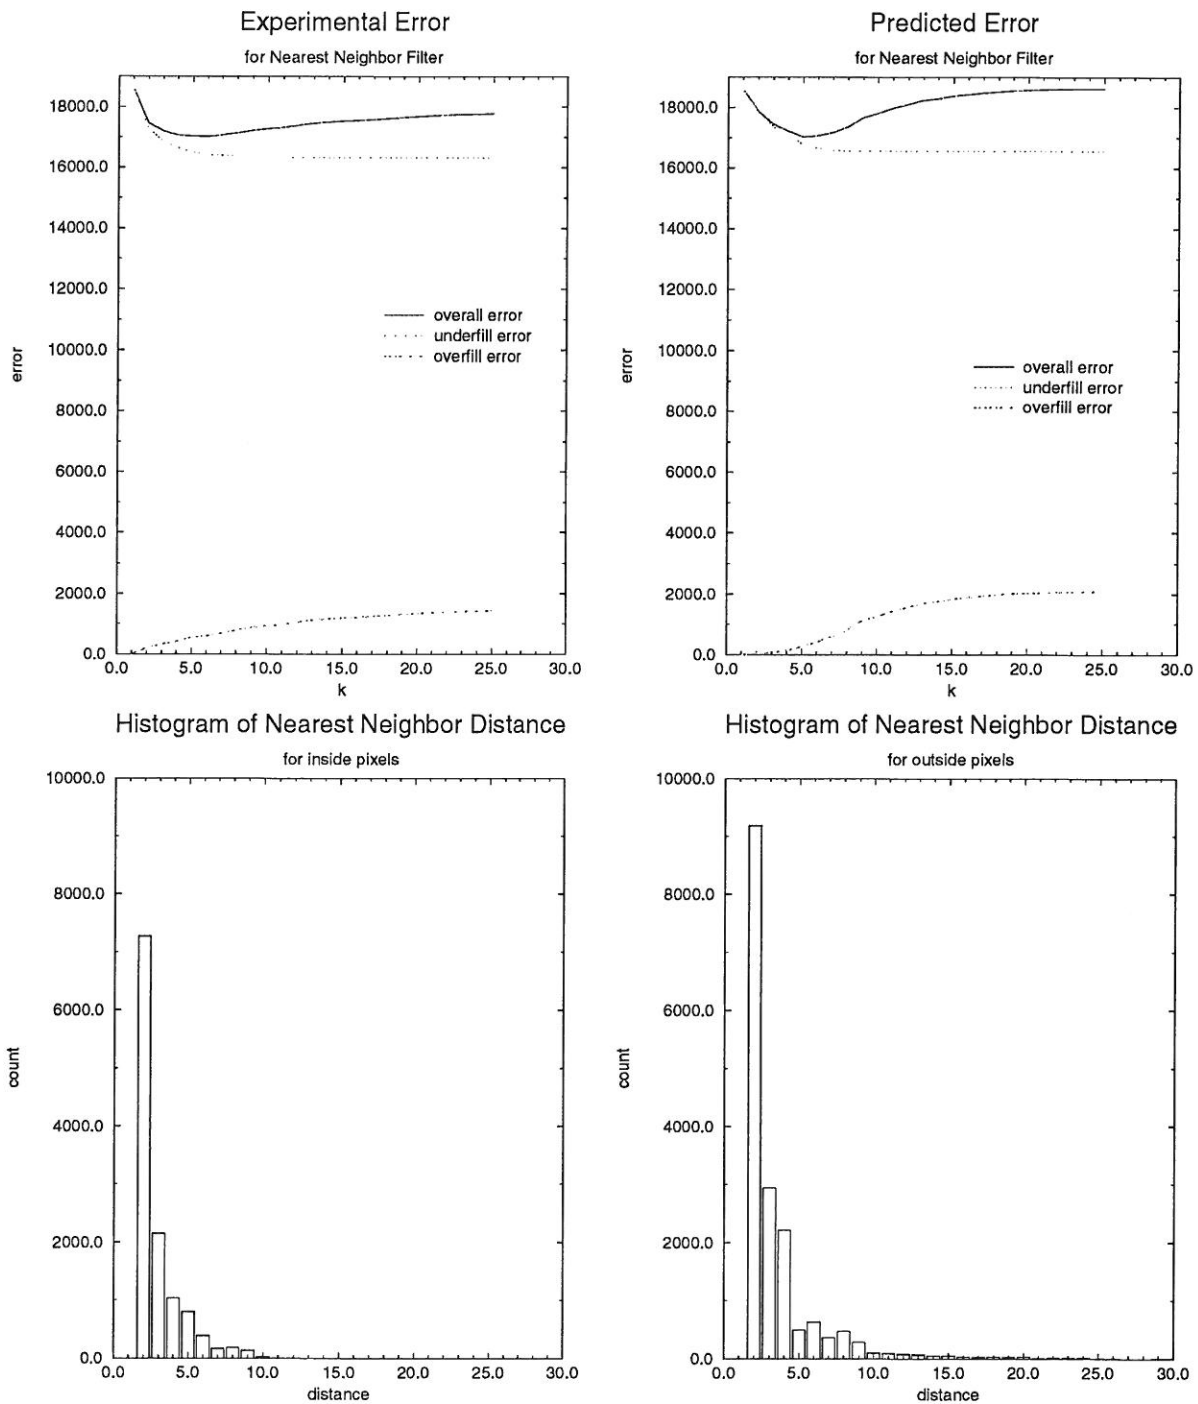 Experimental Error
for Nearest Neighbor Filter
18000.0
16000.0
14000.0
12000.0
10000.0
8000.0
6000.0
4000.0
2000.0
0.0
error
overall error
underfill error
overfill error
0.0 5.0 10.0 15.0 20.0 25.0 30.0
k
Predicted Error
for Nearest Neighbor Filter
18000.0
16000.0
14000.0
12000.0
10000.0
8000.0
6000.0
4000.0
2000.0
0.0
error
overall error
underfill error
overfill error
0.0 5.0 10.0 15.0 20.0 25.0 30.0
k
Histogram of Nearest Neighbor Distance
for inside pixels
10000.0
8000.0
6000.0
4000.0
2000.0
0.0
count
0.0 5.0 10.0 15.0 20.0 25.0 30.0
distance
Histogram of Nearest Neighbor Distance
for outside pixels
10000.0
8000.0
6000.0
4000.0
2000.0
0.0
count
0.0 5.0 10.0 15.0 20.0 25.0 30.0
distance